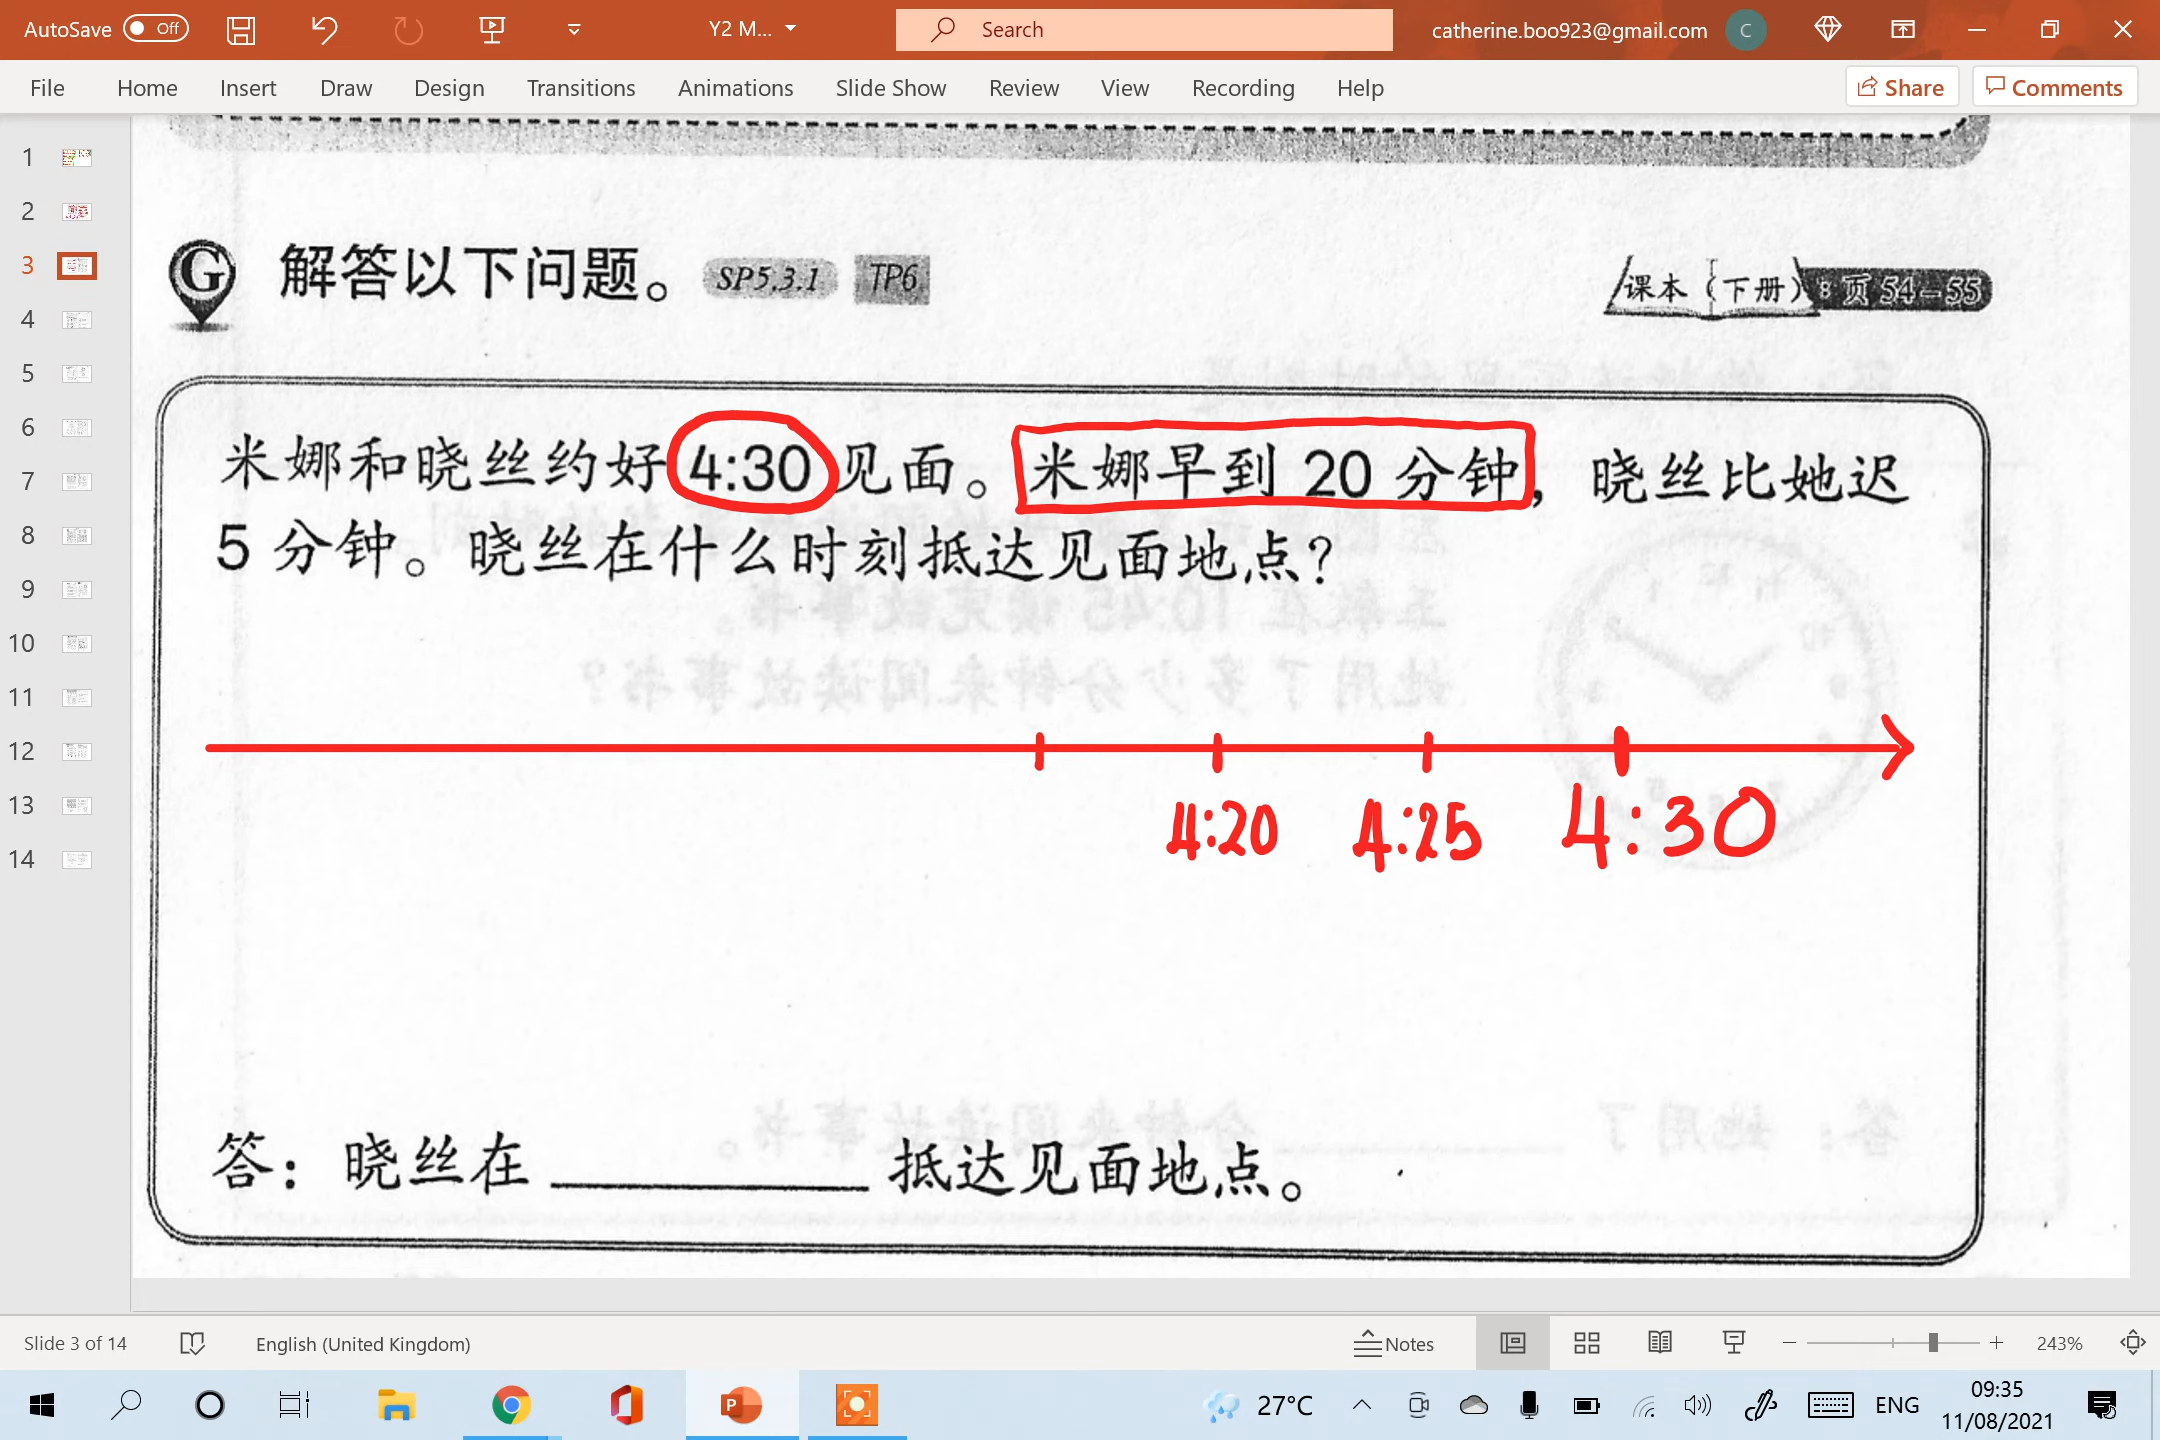 AutoSave Off Y2 M... Search catherine.boo923@gmail.com C
File Home Insert Draw Design Transitions Animations Slide Show Review View Recording Help Share Comments
1
2
3
4
5
6
7
8
9
10
11
12
13
14
G 解答以下问题。 SP5.3.1 TP6 课本（下册）：页 54 – 55
米娜和晓丝约好 4:30 见面。米娜早到 20 分钟，晓丝比她迟
5 分钟。晓丝在什么时刻抵达见面地点？
4:20 4:25 4:30
答：晓丝在 ________ 抵达见面地点。
Slide 3 of 14 English (United Kingdom) Notes 243%
27°C ENG 09:35
11/08/2021